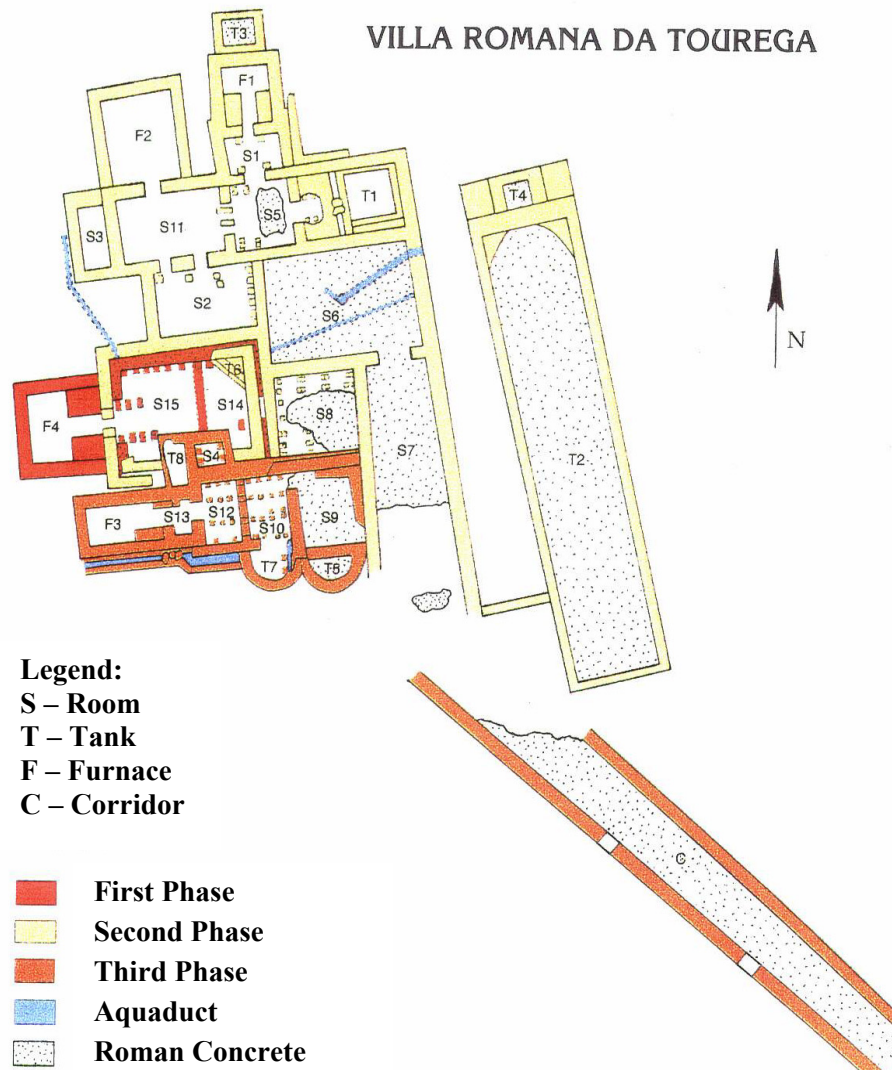 VILLA ROMANA DA TOUREGA
T3
F1
F2
S1
T1
T4
S3
S11
S5
S2
S6
N
T6
S15
S14
F4
S8
S7
T2
T8
S4
F3
S13
S12
S10
S9
T7
T5
Legend:
S – Room
T – Tank
F – Furnace
C – Corridor
C
First Phase
Second Phase
Third Phase
Aquaduct
Roman Concrete